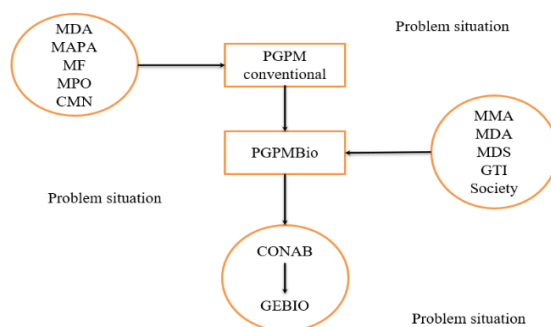 Problem situation
MDA
MAPA
MF
MPO
CMN
PGPM
conventional
MMA
MDA
MDS
GTI
Society
PGPMBio
Problem situation
CONAB
GEBIO
Problem situation